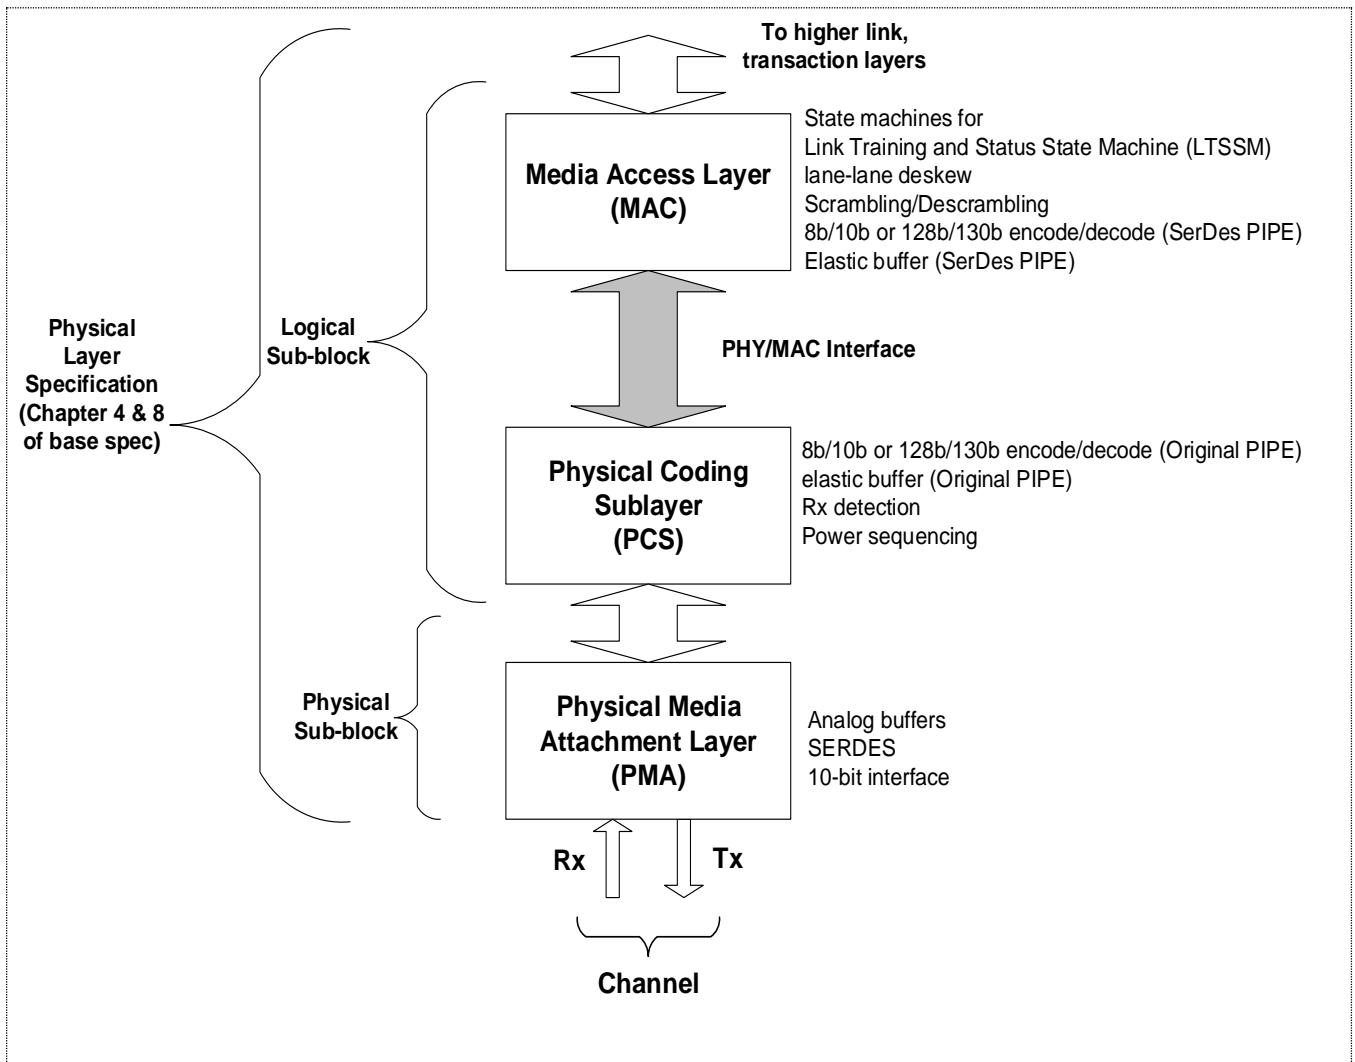 To higher link,
transaction layers
Media Access Layer
(MAC)
State machines for
Link Training and Status State Machine (LTSSM)
lane-lane deskew
Scrambling/Descrambling
8b/10b or 128b/130b encode/decode (SerDes PIPE)
Elastic buffer (SerDes PIPE)
Physical
Layer
Specification
(Chapter 4 & 8
of base spec)
Logical
Sub-block
PHY/MAC Interface
Physical Coding
Sublayer
(PCS)
8b/10b or 128b/130b encode/decode (Original PIPE)
elastic buffer (Original PIPE)
Rx detection
Power sequencing
Physical
Sub-block
Physical Media
Attachment Layer
(PMA)
Analog buffers
SERDES
10-bit interface
Rx
Tx
Channel